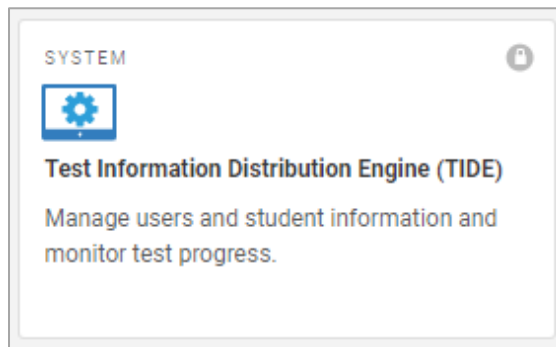 SYSTEM
Test Information Distribution Engine (TIDE)
Manage users and student information and
monitor test progress.